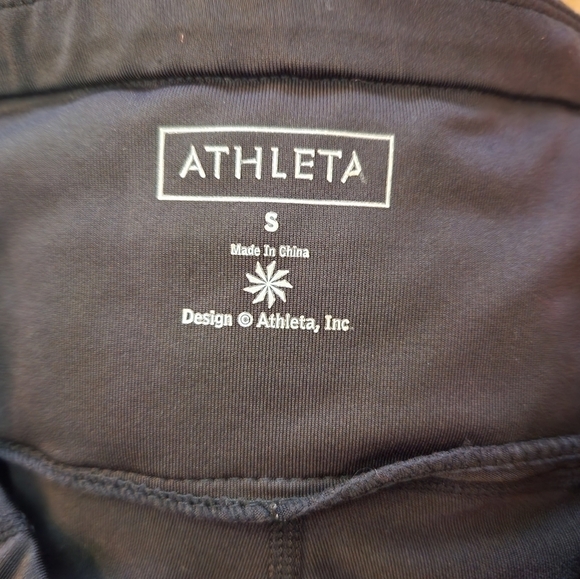 ATHLETA
S
Made In China
Design © Athleta, Inc.